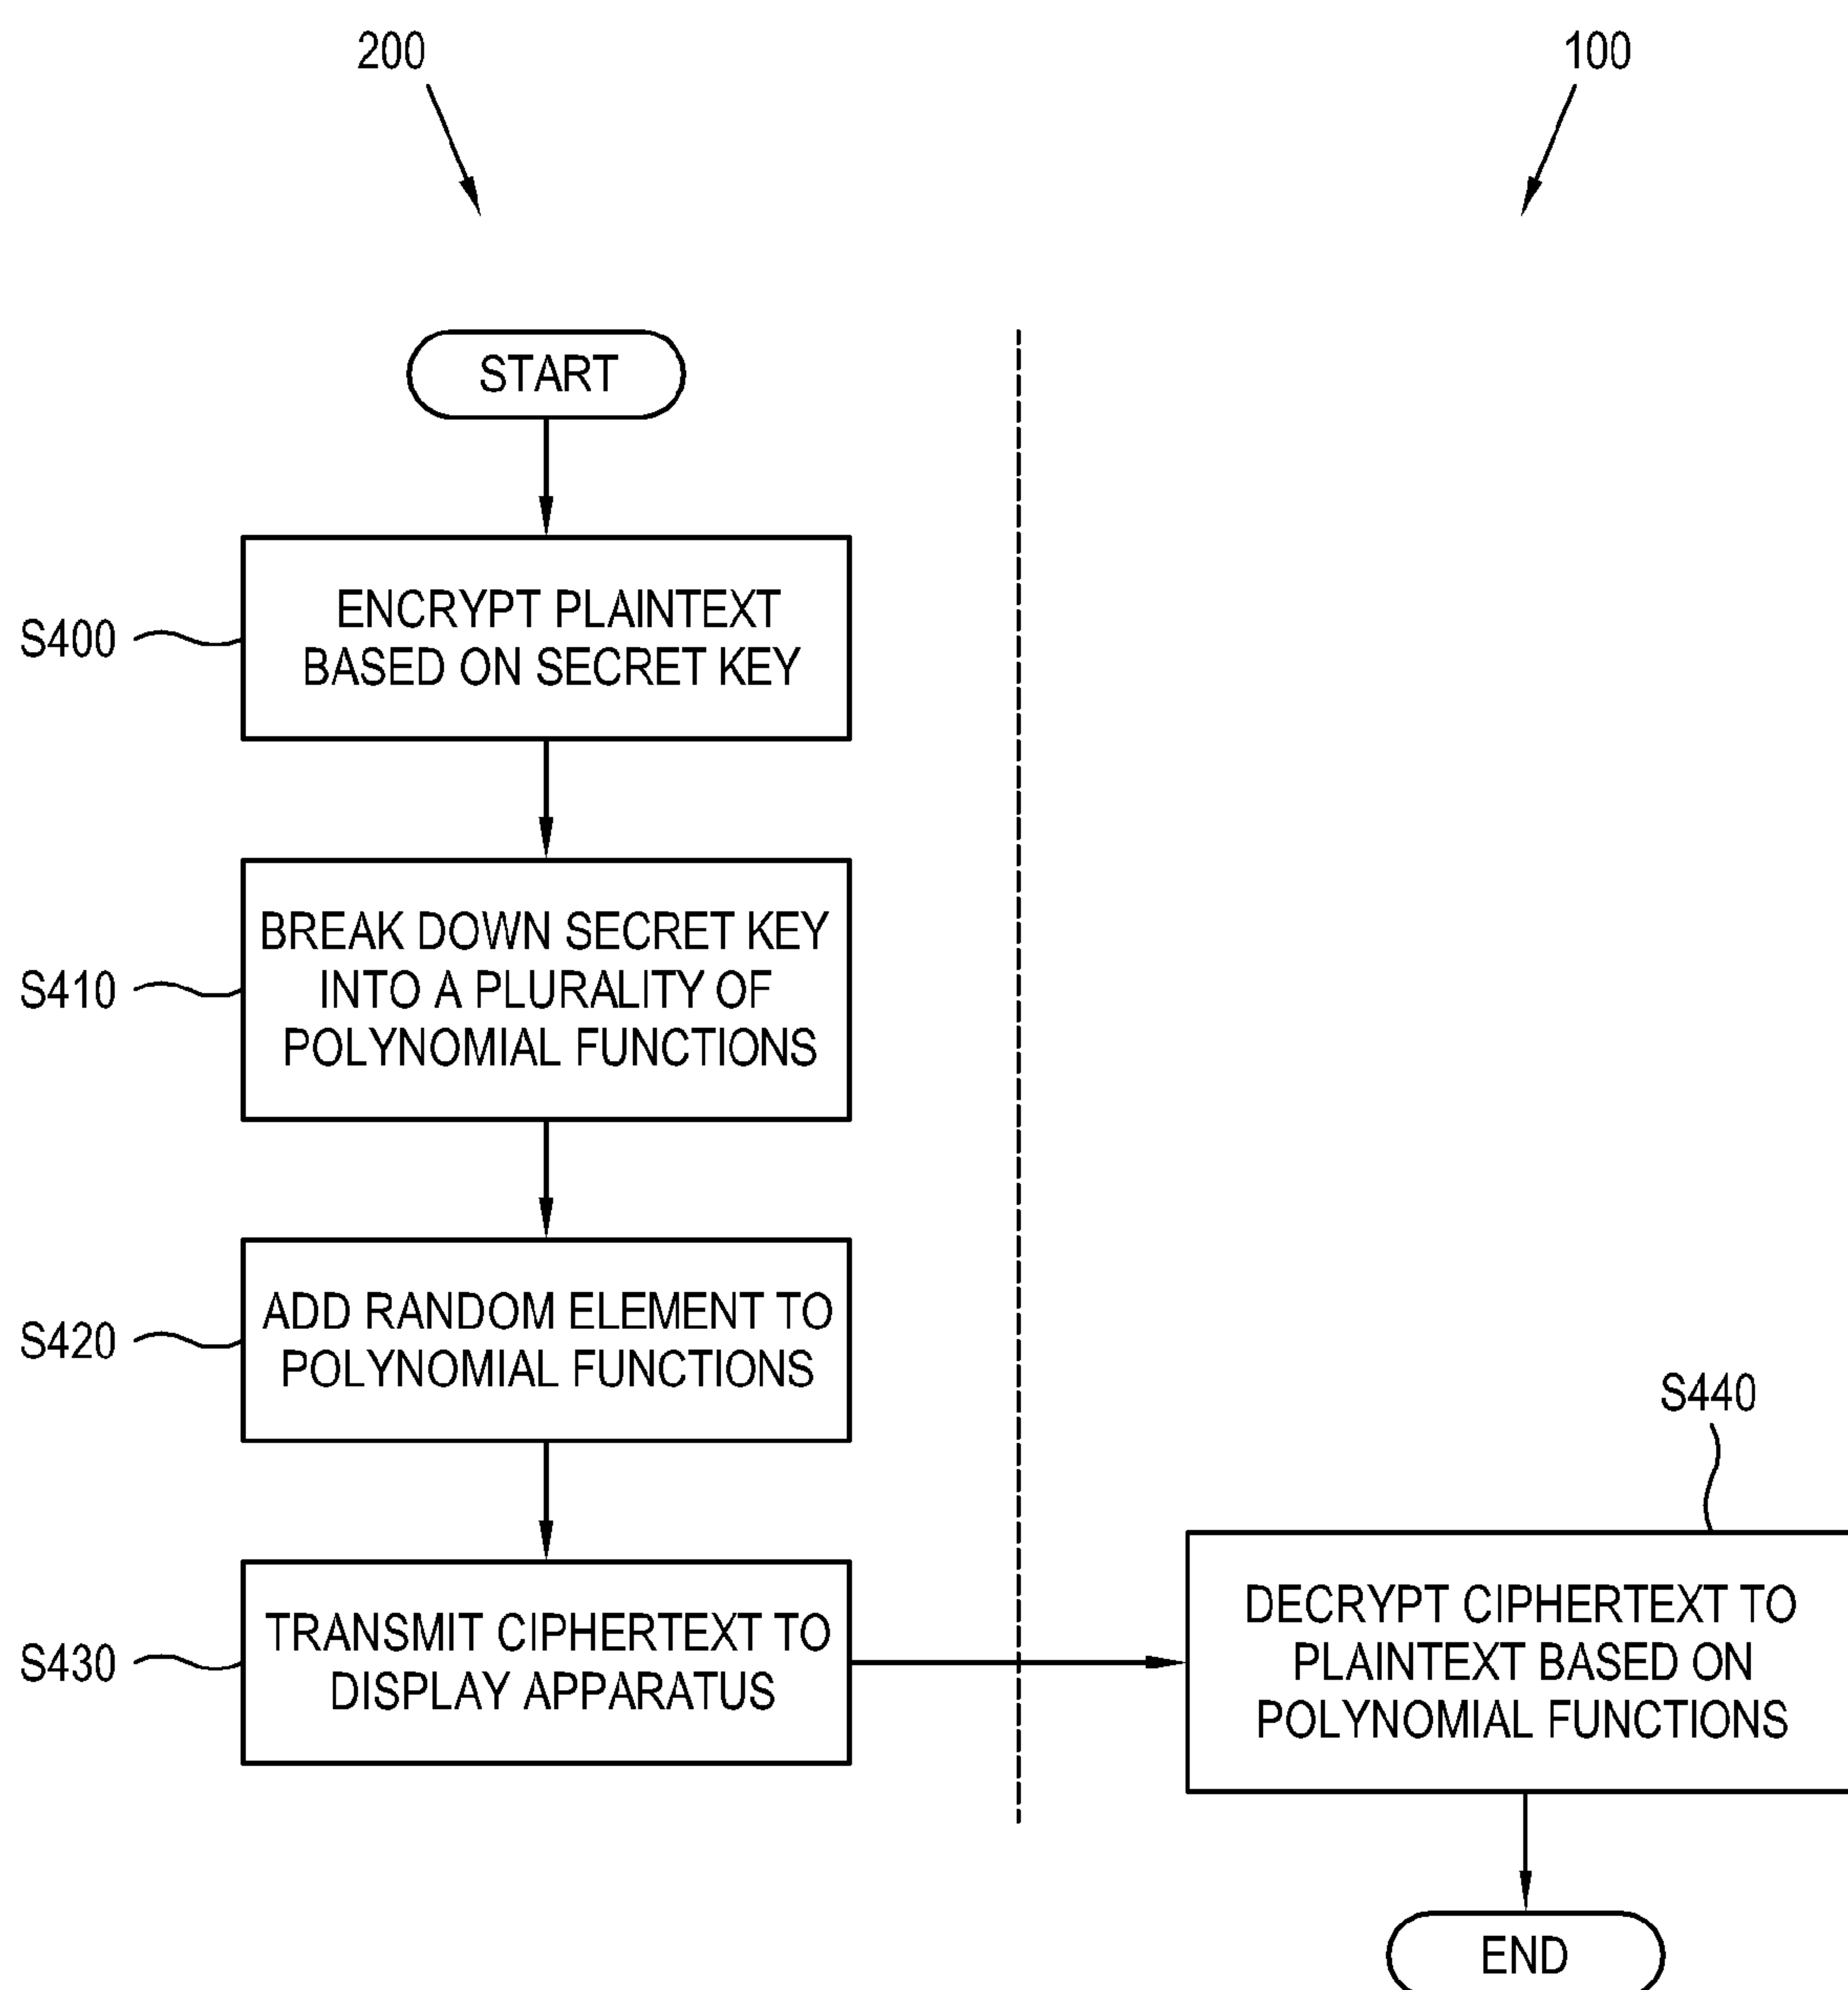 200
100
START
S400
ENCRYPT PLAINTEXT
BASED ON SECRET KEY
S410
BREAK DOWN SECRET KEY
INTO A PLURALITY OF
POLYNOMIAL FUNCTIONS
S420
ADD RANDOM ELEMENT TO
POLYNOMIAL FUNCTIONS
S430
TRANSMIT CIPHERTEXT TO
DISPLAY APPARATUS
S440
DECRYPT CIPHERTEXT TO
PLAINTEXT BASED ON
POLYNOMIAL FUNCTIONS
END